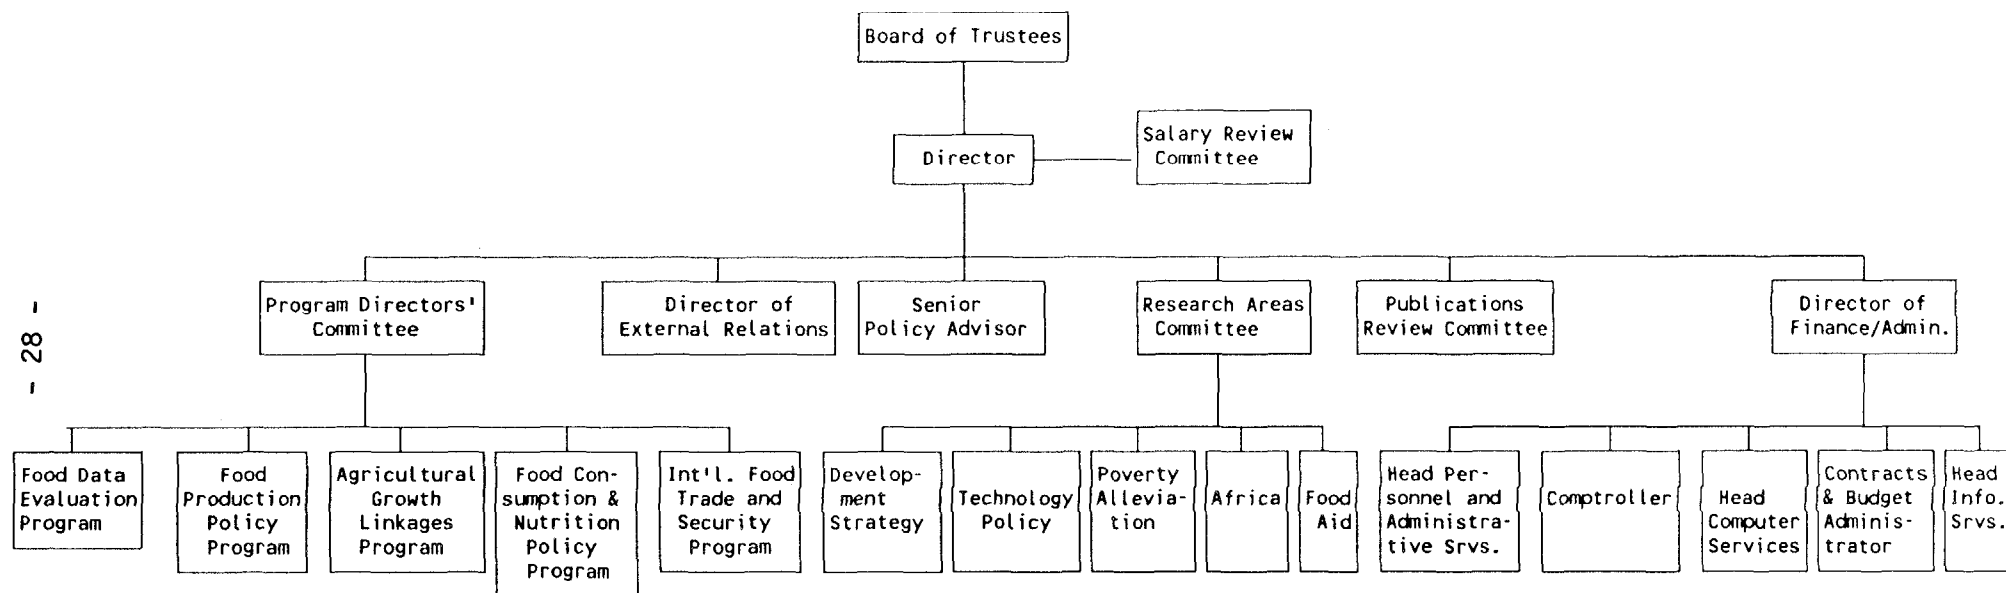 Board of Trustees
Director
Salary Review
Committee
- 28 -
Program Directors'
Committee
Director of
External Relations
Senior
Policy Advisor
Research Areas
Committee
Publications
Review Committee
Director of
Finance/Admin.
Food Data
Evaluation
Program
Food
Production
Policy
Program
Agricultural
Growth
Linkages
Program
Food Con-
sumption &
Nutrition
Policy
Program
Int'l. Food
Trade and
Security
Program
Develop-
ment
Strategy
Technology
Policy
Poverty
Allevia-
tion
Africa
Food
Aid
Head Per-
sonnel and
Administra-
tive Srvs.
Comptroller
Head
Computer
Services
Contracts
& Budget
Adminis-
trator
Head
Info.
Srvs.